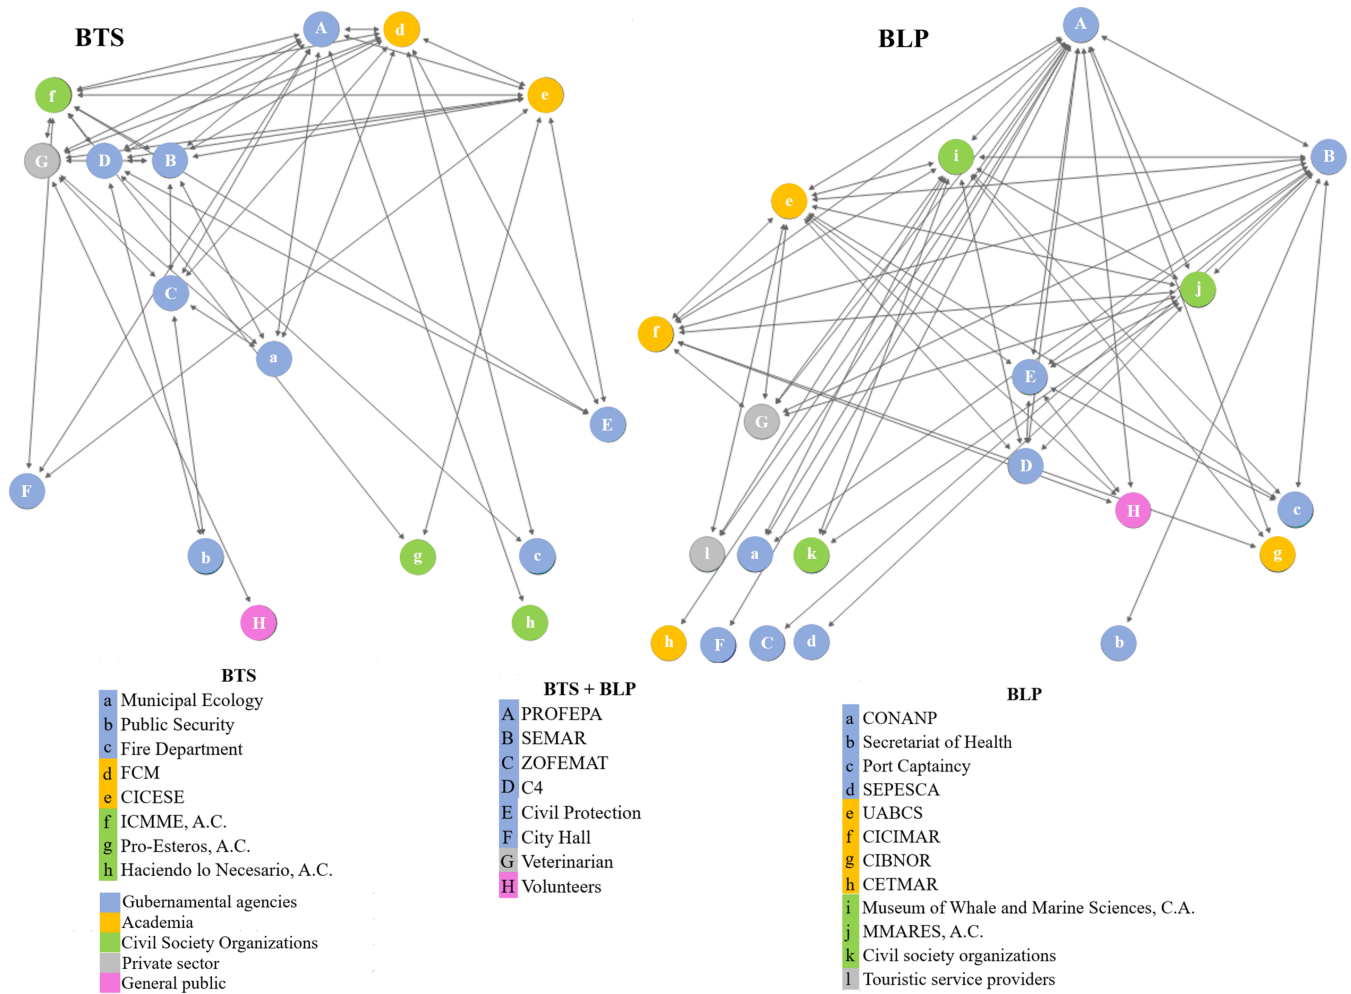 BTS
BLP
A
d
A
f
e
i
B
G
D
B
e
C
j
a
f
E
E
G
F
D
H
c
b
g
c
l
a
k
g
H
h
h
F
C
d
b
BTS
a Municipal Ecology
b Public Security
c Fire Department
d FCM
e CICESE
f ICMME, A.C.
g Pro-Esteros, A.C.
h Haciendo lo Necesario, A.C.
Gubernamental agencies
Academia
Civil Society Organizations
Private sector
General public
BTS + BLP
A PROFEPA
B SEMAR
C ZOFEMAT
D C4
E Civil Protection
F City Hall
G Veterinarian
H Volunteers
BLP
a CONANP
b Secretariat of Health
c Port Captaincy
d SEPESCA
e UABCS
f CICIMAR
g CIBNOR
h CETMAR
i Museum of Whale and Marine Sciences, C.A.
j MMARES, A.C.
k Civil society organizations
l Touristic service providers